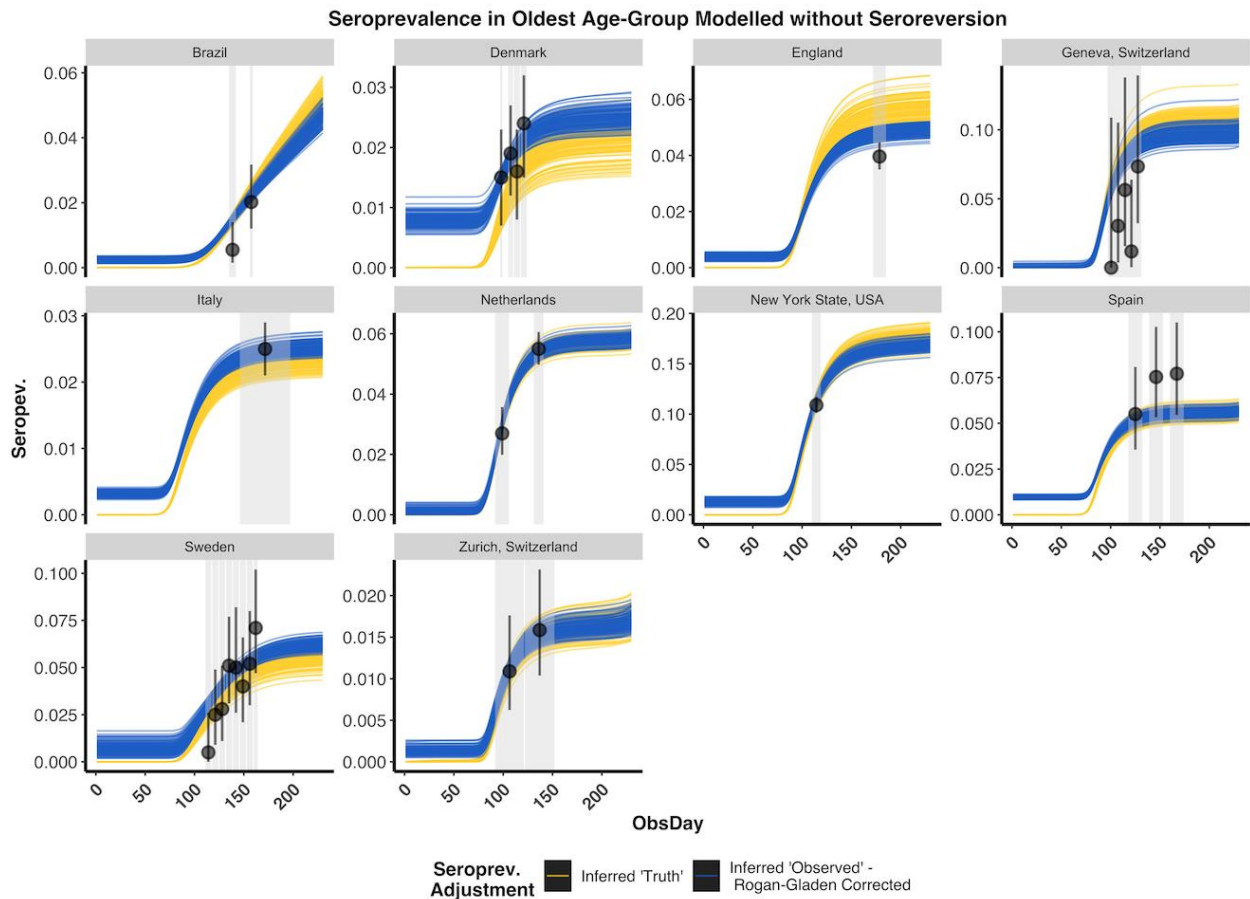 Seroprevalence in Oldest Age-Group Modelled without Seroreversion
Brazil
Denmark
England
Geneva, Switzerland
0.06
0.04
0.02
0.00
0.03
0.02
0.01
0.00
0.06
0.04
0.02
0.00
0.10
0.05
0.00
Italy
Netherlands
New York State, USA
Spain
0.03
0.02
0.01
0.00
0.06
0.04
0.02
0.00
0.20
0.15
0.10
0.05
0.00
0.100
0.075
0.050
0.025
0.000
Seropev.
Sweden
Zurich, Switzerland
0.100
0.075
0.050
0.025
0.000
0.020
0.015
0.010
0.005
0.000
0 50 100 150 200
0 50 100 150 200
0 50 100 150 200
0 50 100 150 200
ObsDay
Seroprev.
Adjustment
Inferred 'Truth'
Inferred 'Observed' -
Rogan-Gladen Corrected